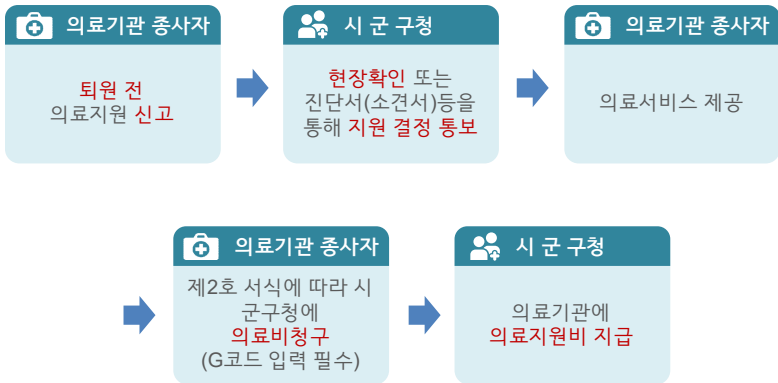 의료기관 종사자
퇴원 전
의료지원 신고
시 군 구청
현장확인 또는
진단서(소견서)등을
통해 지원 결정 통보
의료기관 종사자
의료서비스 제공
의료기관 종사자
제2호 서식에 따라 시
군구청에
의료비청구
(G코드 입력 필수)
시 군 구청
의료기관에
의료지원비 지급